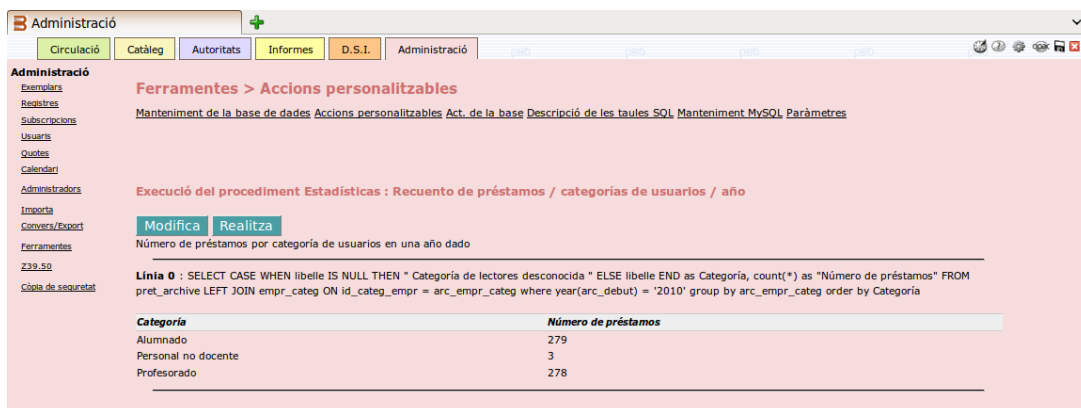 Administració
Circulació Catàleg Autoritats Informes D.S.I. Administració pmb pmb pmb pmb opac
Administració
Exemplars
Registres
Subscripcions
Usuaris
Quotes
Calendari
Administradors
Importa
Convers/Export
Ferramentes
Z39.50
Còpia de seguretat
Ferramentes > Accions personalitzables
Manteniment de la base de dades Accions personalitzables Act. de la base Descripció de les taules SQL Manteniment MySQL Paràmetres
Execució del procediment Estadísticas : Recuento de préstamos / categorías de usuarios / año
Modifica Realitza
Número de préstamos por categoría de usuarios en una año dado
Línia 0 : SELECT CASE WHEN libelle IS NULL THEN " Categoría de lectores desconocida " ELSE libelle END as Categoría, count(*) as "Número de préstamos" FROM
pret_archive LEFT JOIN empr_categ ON id_categ_empr = arc_empr_categ where year(arc_debut) = '2010' group by arc_empr_categ order by Categoría
Categoría Número de préstamos
Alumnado 279
Personal no docente 3
Profesorado 278